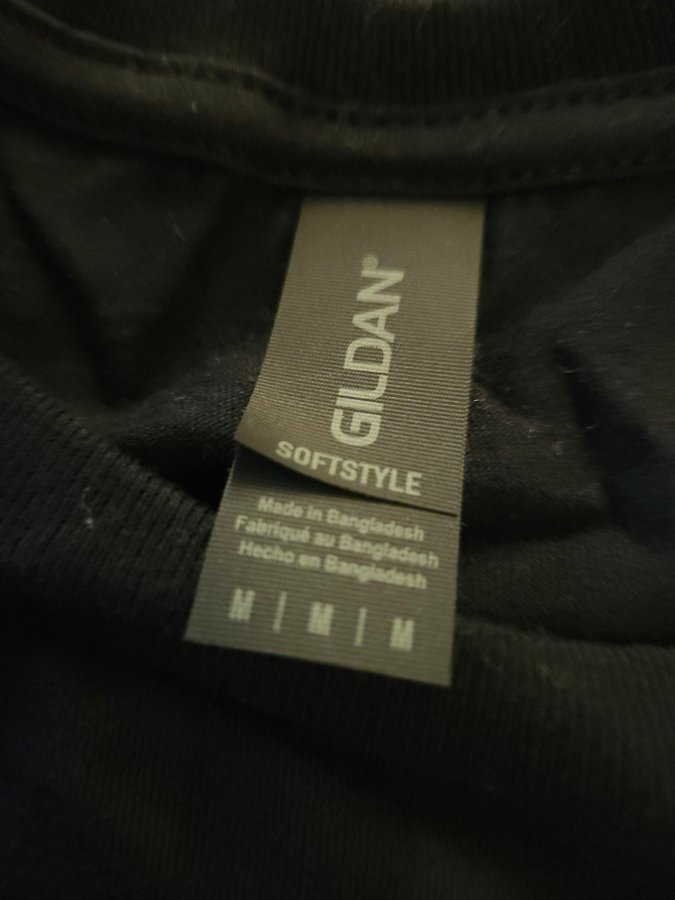 GILDAN®
SOFTSTYLE
Made in Bangladesh
Fabriqué au Bangladesh
Hecho en Bangladesh
M | M | M